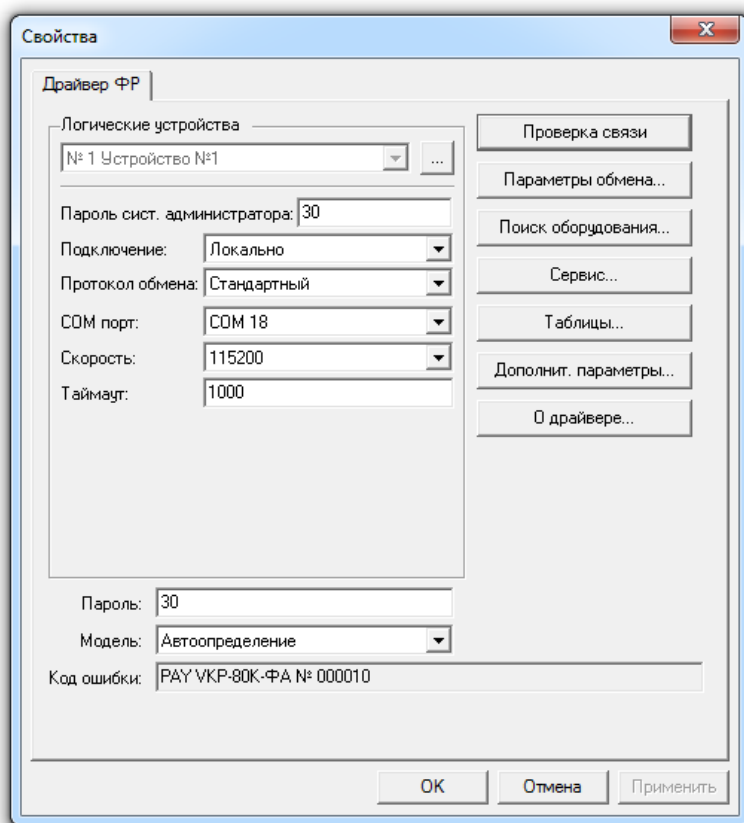 Свойства
Драйвер ФР
Логические устройства
№ 1 Устройство №1
...
Пароль сист. администратора: 30
Подключение: Локально
Протокол обмена: Стандартный
COM порт: COM 18
Скорость: 115200
Таймаут: 1000
Проверка связи
Параметры обмена...
Поиск оборудования...
Сервис...
Таблицы...
Дополнит. параметры...
О драйвере...
Пароль: 30
Модель: Автоопределение
Код ошибки: PAY VKP-80K-ФА № 000010
OK
Отмена
Применить